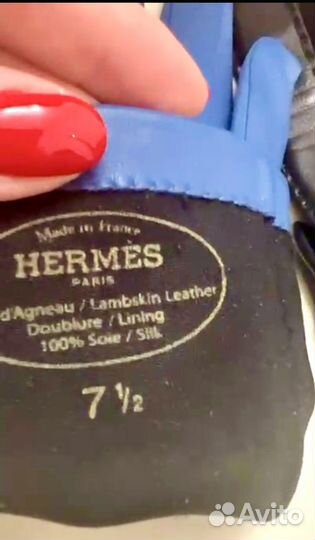 Made in France
HERMÈS
PARIS
d'Agneau / Lambskin Leather
Doublure / Lining
100% Soie / Silk
7 ½
Avito